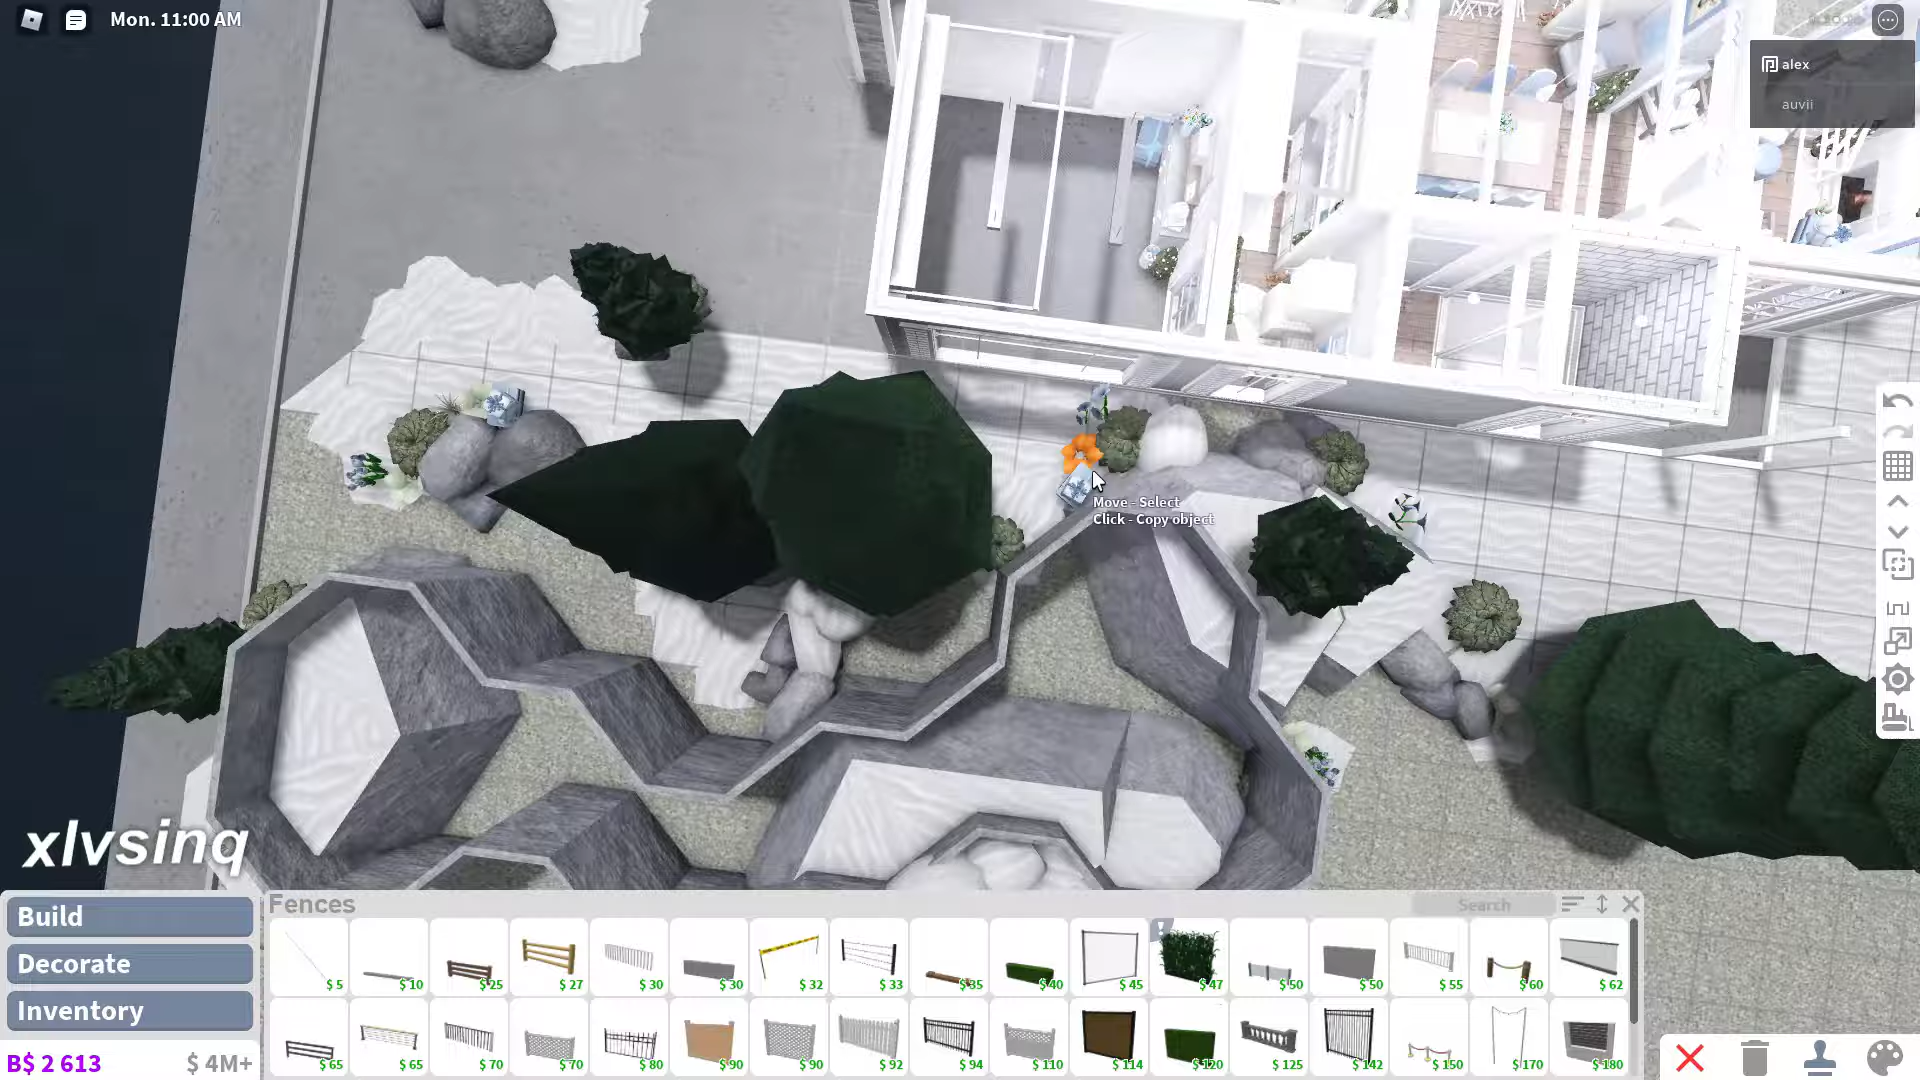 Mon. 11:00 AM
alex
auvii
Move - Select
Click - Copy object
xlvsinq
Build
Decorate
Inventory
B$ 2 613
$ 4M+
Fences
Search
$ 5
$ 10
$ 25
$ 27
$ 30
$ 30
$ 32
$ 33
$ 35
$ 40
$ 45
$ 47
$ 50
$ 50
$ 55
$ 60
$ 62
$ 65
$ 65
$ 70
$ 70
$ 80
$ 90
$ 90
$ 92
$ 94
$ 110
$ 114
$ 120
$ 125
$ 142
$ 150
$ 170
$ 180